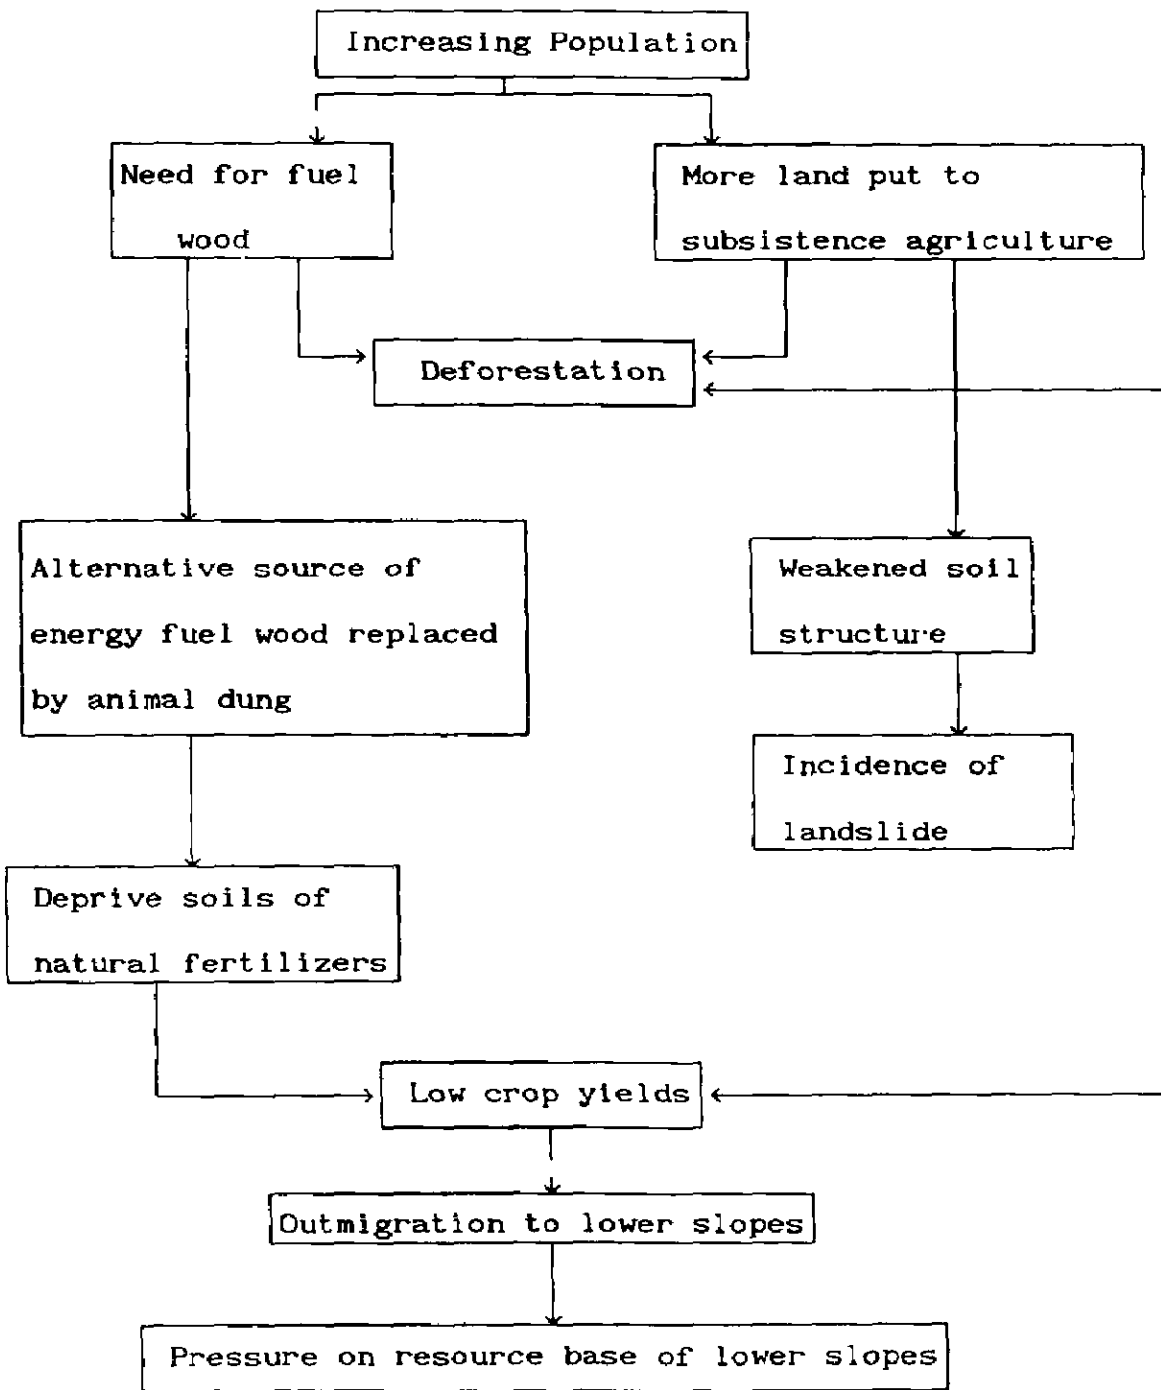 Increasing Population
Need for fuel
wood
More land put to
subsistence agriculture
Deforestation
Alternative source of
energy fuel wood replaced
by animal dung
Weakened soil
structure
Incidence of
landslide
Deprive soils of
natural fertilizers
Low crop yields
Outmigration to lower slopes
Pressure on resource base of lower slopes